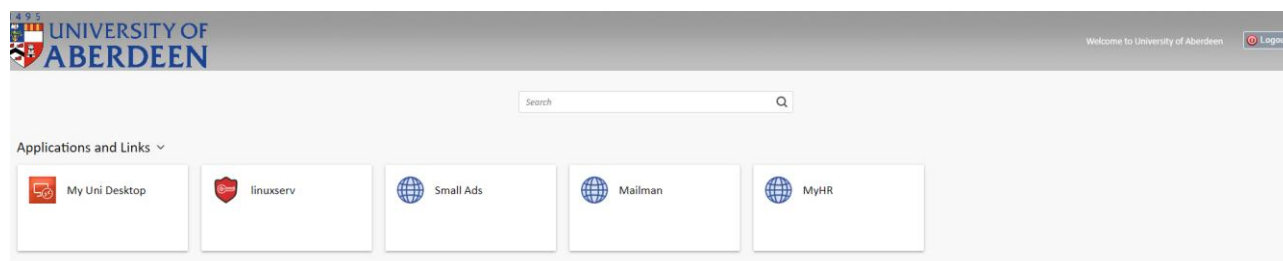 1495
UNIVERSITY OF
ABERDEEN
Welcome to University of Aberdeen
Search
Applications and Links
My Uni Desktop
linuxserv
Small Ads
Mailman
MyHR